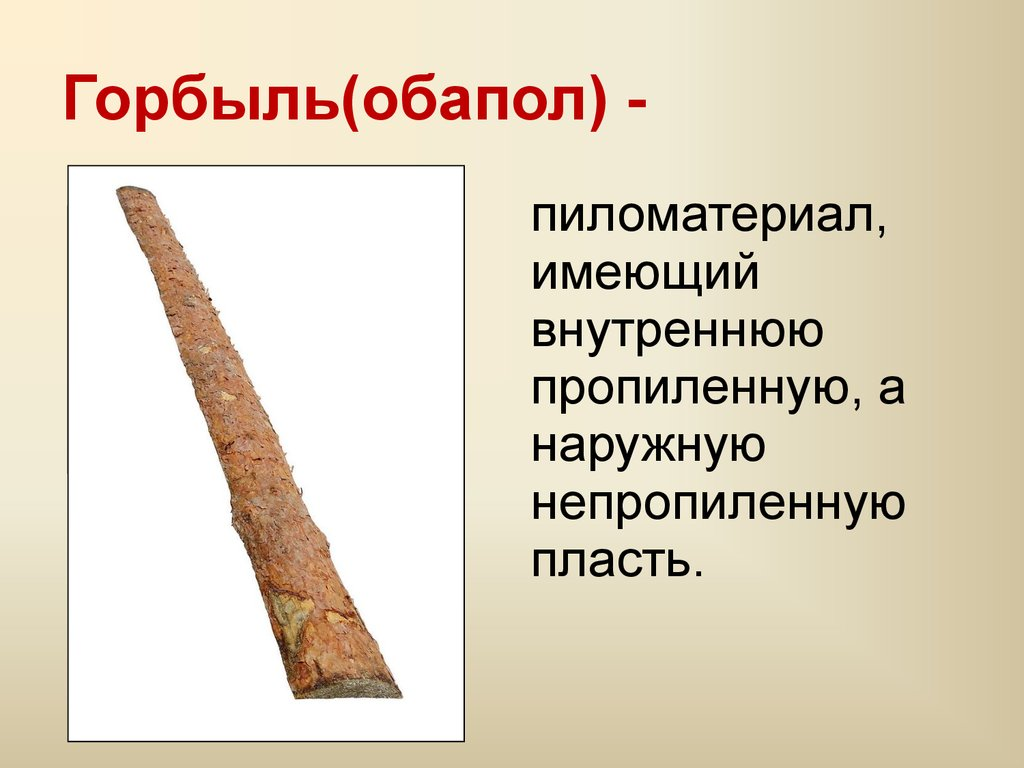 Горбыль(обапол) -
пиломатериал,
имеющий
внутреннюю
пропиленную, а
наружную
непропиленную
пласть.